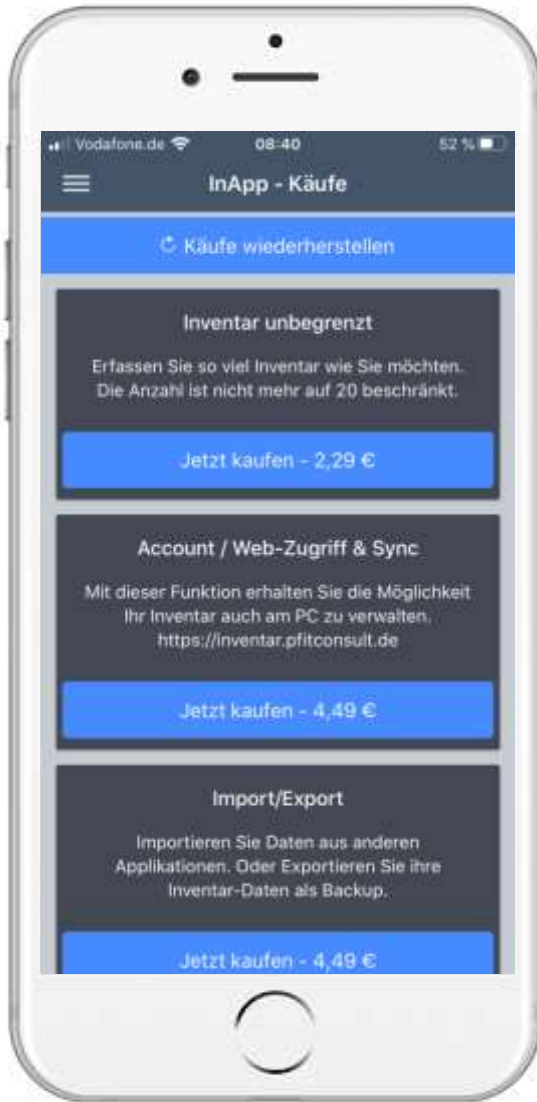 Vodafone.de 08:40 52 %
InApp - Käufe
Käufe wiederherstellen
Inventar unbegrenzt
Erfassen Sie so viel Inventar wie Sie möchten.
Die Anzahl ist nicht mehr auf 20 beschränkt.
Jetzt kaufen - 2,29 €
Account / Web-Zugriff & Sync
Mit dieser Funktion erhalten Sie die Möglichkeit
Ihr Inventar auch am PC zu verwalten.
https://inventar.pfitconsult.de
Jetzt kaufen - 4,49 €
Import/Export
Importieren Sie Daten aus anderen
Applikationen. Oder Exportieren Sie ihre
Inventar-Daten als Backup.
Jetzt kaufen - 4,49 €